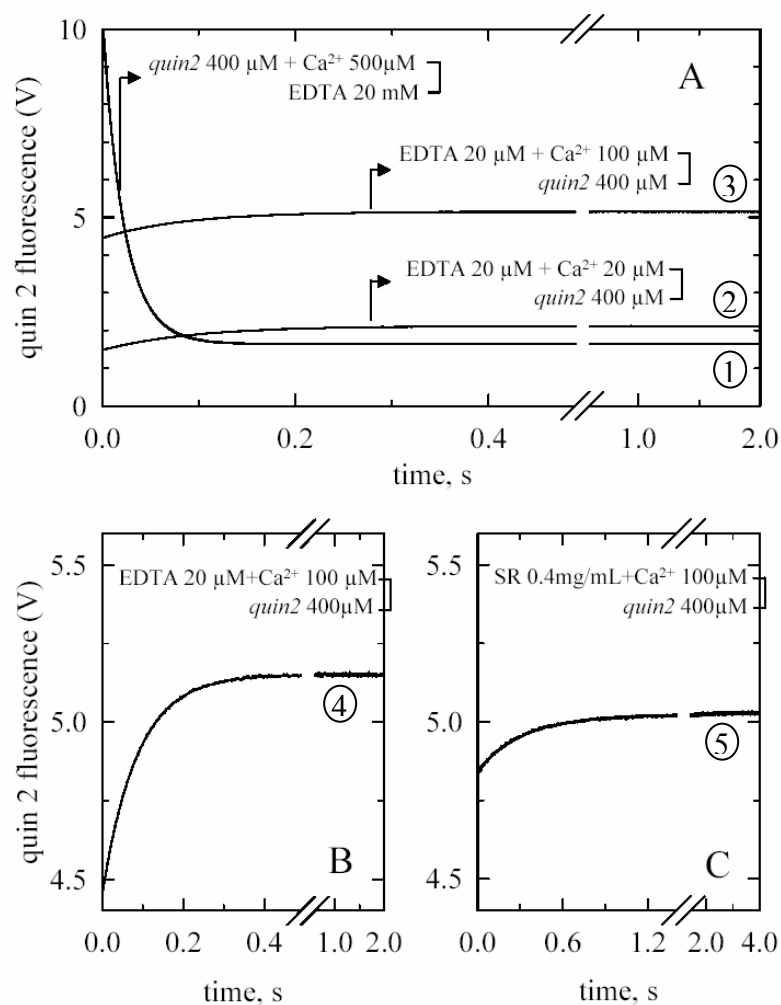 10
quin2 400 µM + Ca²⁺ 500µM
EDTA 20 mM
A
EDTA 20 µM + Ca²⁺ 100 µM
quin2 400 µM
3
5
EDTA 20 µM + Ca²⁺ 20 µM
quin2 400 µM
2
1
0
quin 2 fluorescence (V)
0.0 0.2 0.4 1.0 2.0
time, s
5.5
EDTA 20 µM+Ca²⁺ 100 µM
quin2 400µM
5.0
4
4.5
B
quin 2 fluorescence (V)
0.0 0.4 1.0 2.0
time, s
5.5
SR 0.4mg/mL+Ca²⁺ 100µM
quin2 400µM
5.0
5
4.5
C
0.0 0.6 1.2 2.0 4.0
time, s